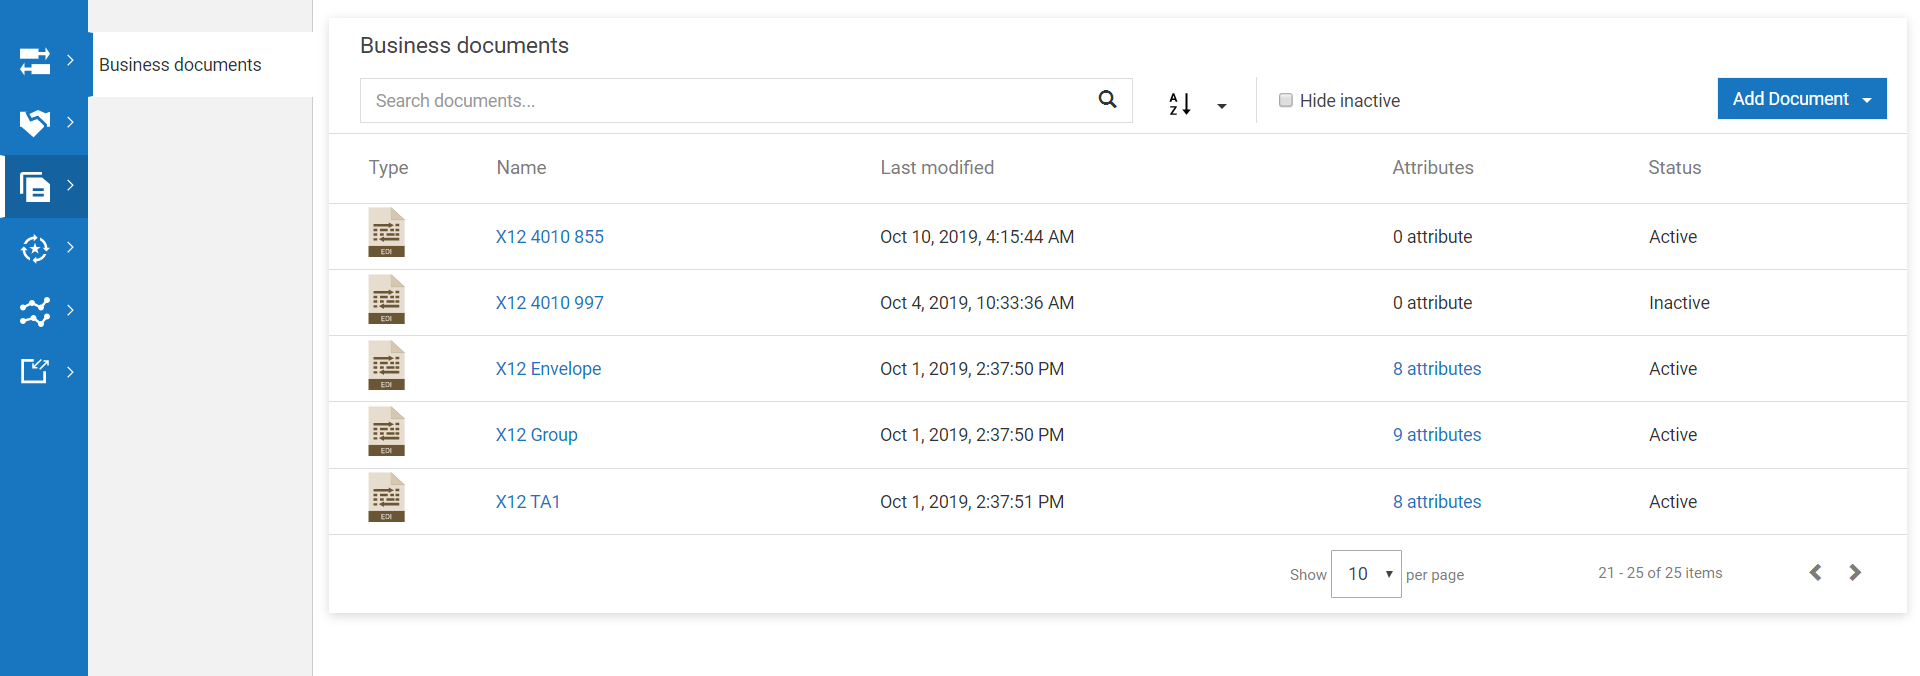 Business documents
Business documents
Search documents...
A
Z
Hide inactive
Add Document
Type Name Last modified Attributes Status
EDI X12 4010 855 Oct 10, 2019, 4:15:44 AM 0 attribute Active
EDI X12 4010 997 Oct 4, 2019, 10:33:36 AM 0 attribute Inactive
EDI X12 Envelope Oct 1, 2019, 2:37:50 PM 8 attributes Active
EDI X12 Group Oct 1, 2019, 2:37:50 PM 9 attributes Active
EDI X12 TA1 Oct 1, 2019, 2:37:51 PM 8 attributes Active
Show 10 per page 21 - 25 of 25 items